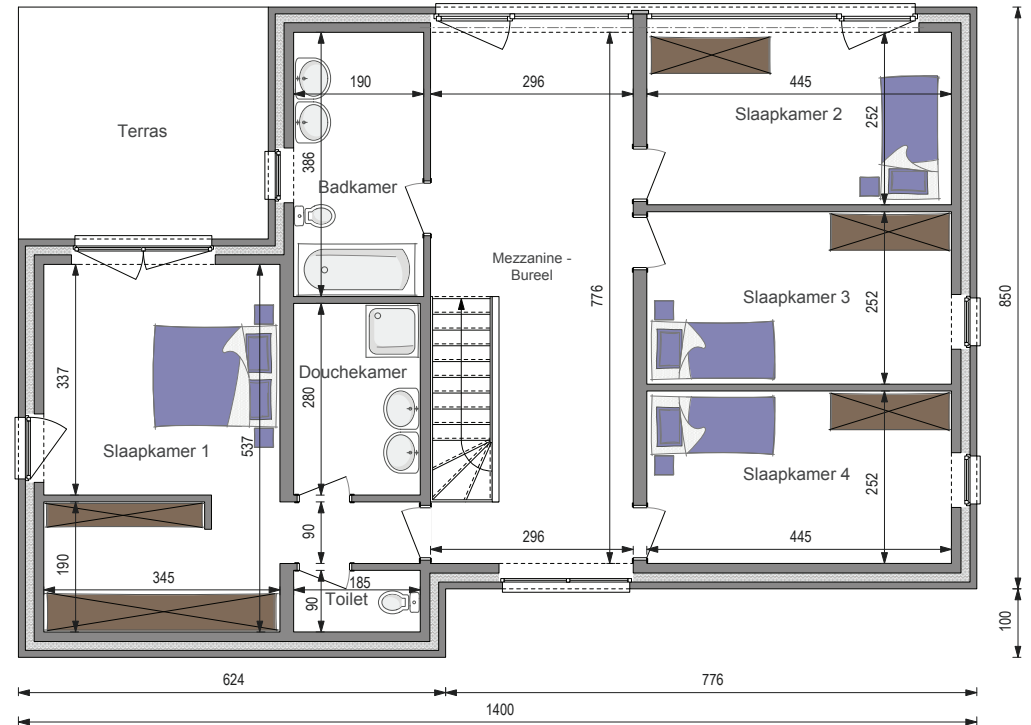 190
296
445
Terras
Slaapkamer 2
252
386
Badkamer
Mezzanine -
Bureel
776
Slaapkamer 3
252
850
337
Douchekamer
280
Slaapkamer 1
537
Slaapkamer 4
252
90
296
445
190
345
185
90
Toilet
100
624
776
1400